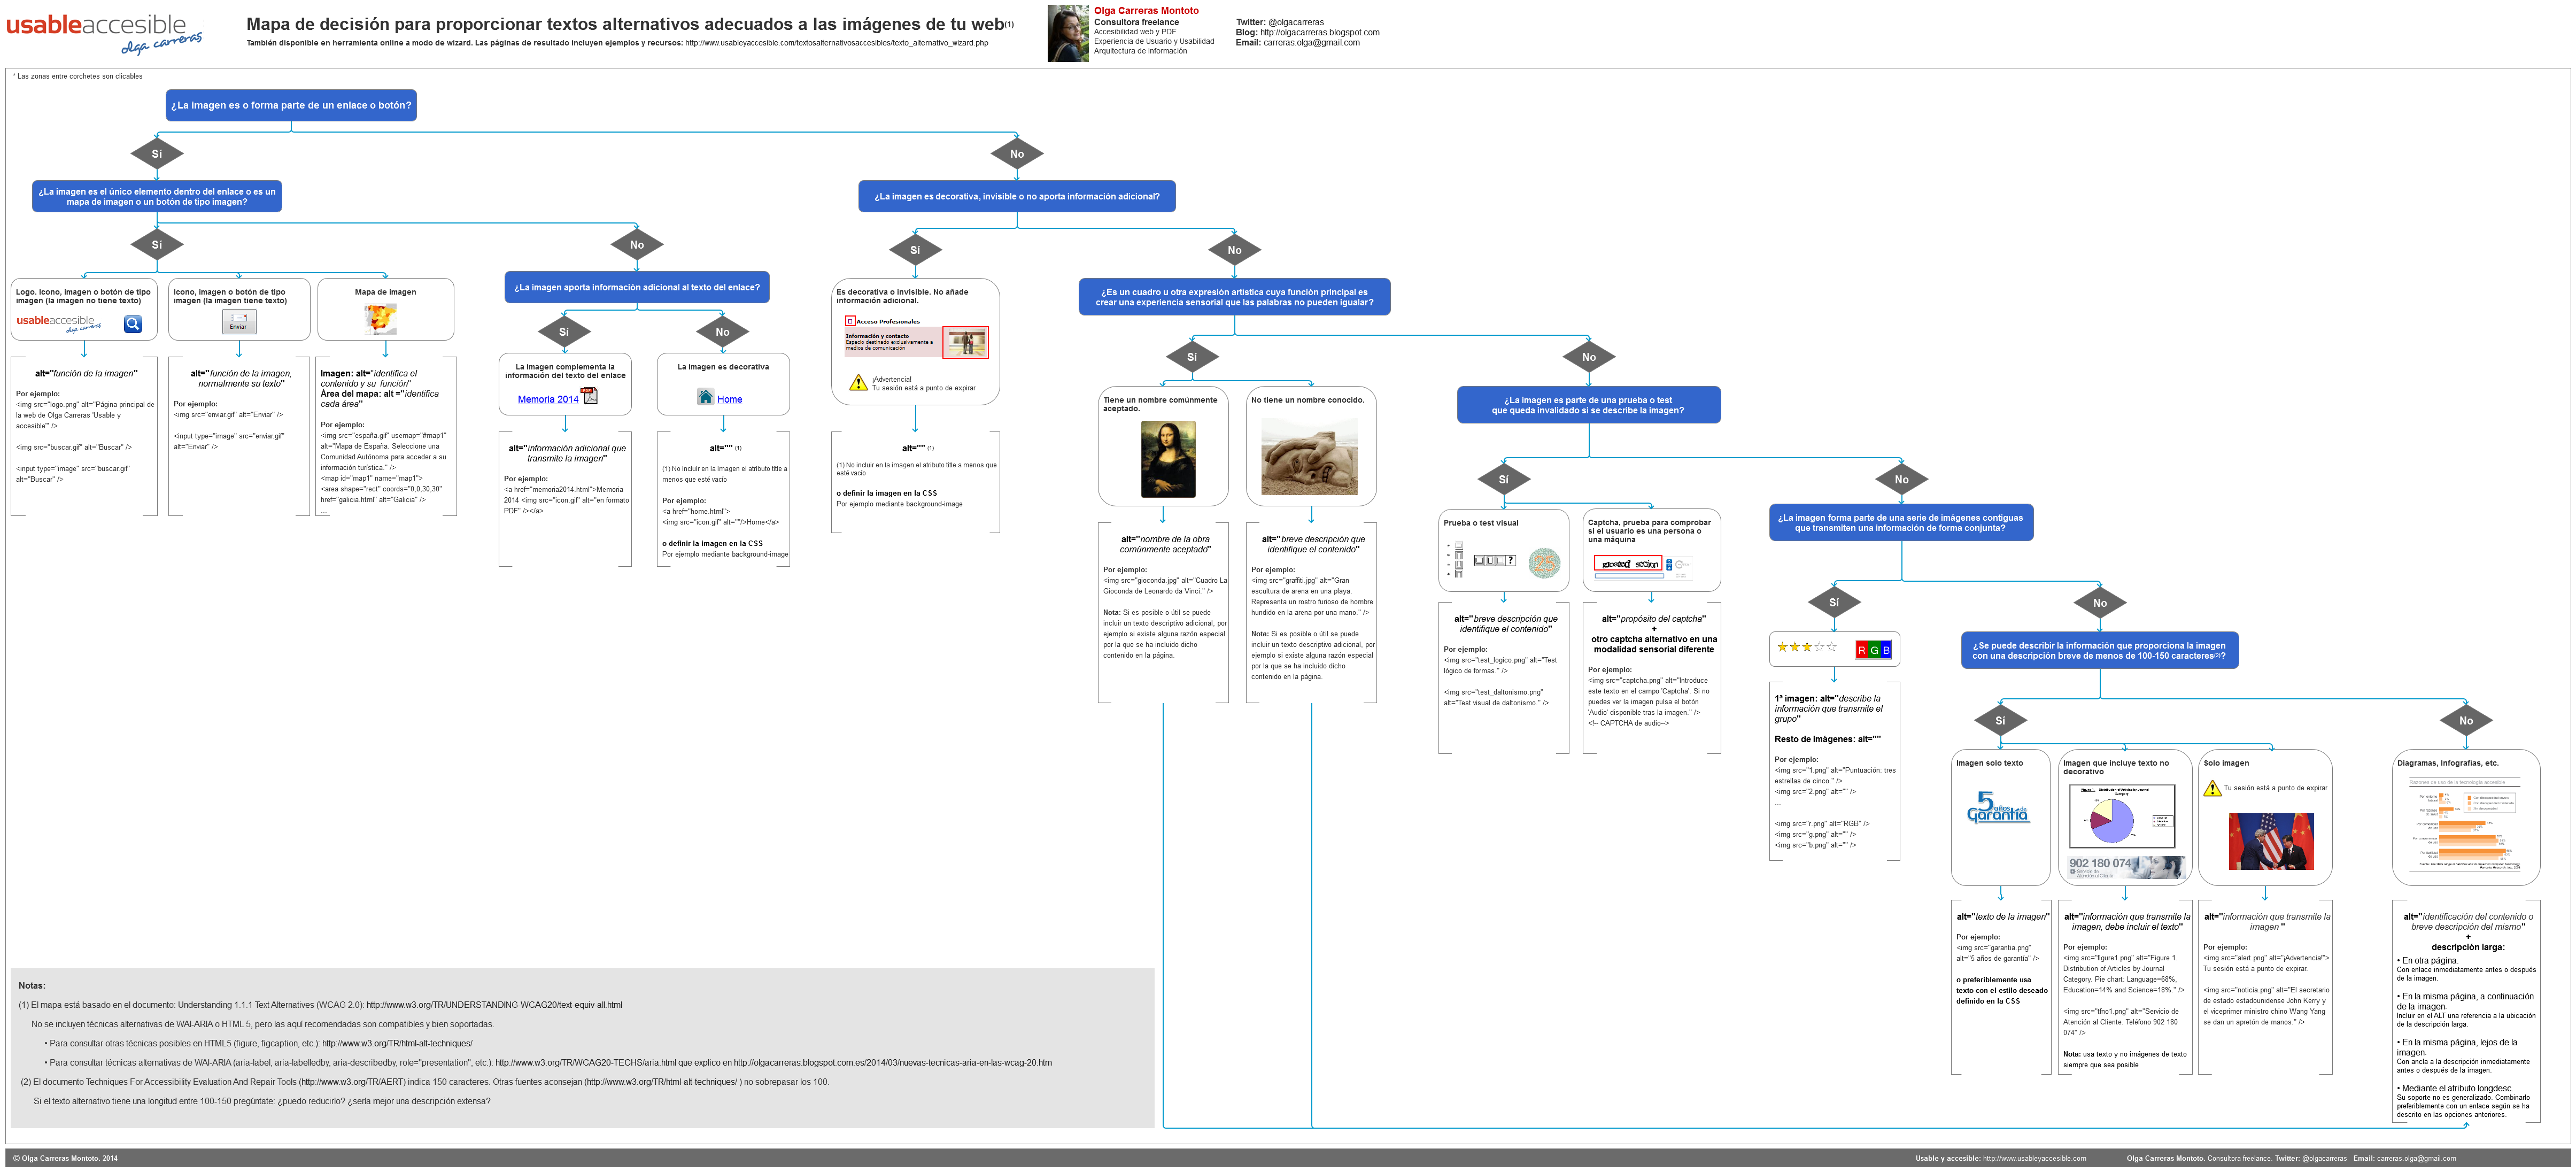 usableaccesible
olga carreras
Mapa de decisión para proporcionar textos alternativos adecuados a las imágenes de tu web(1)
También disponible en herramienta online a modo de wizard. Las páginas de resultado incluyen ejemplos y recursos: http://www.usableyaccesible.com/textosalternativosaccesibles/texto_alternativo_wizard.php
Olga Carreras Montoto
Consultora freelance
Accesibilidad web y PDF
Experiencia de Usuario y Usabilidad
Arquitectura de Información
Twitter: @olgacarreras
Blog: http://olgacarreras.blogspot.com
Email: carreras.olga@gmail.com
* Las zonas entre corchetes son clicables
¿La imagen es o forma parte de un enlace o botón?
Sí
No
¿La imagen es el único elemento dentro del enlace o es un
mapa de imagen o un botón de tipo imagen?
¿La imagen es decorativa, invisible o no aporta información adicional?
Sí
No
Sí
No
Logo. Icono, imagen o botón de tipo
imagen (la imagen no tiene texto)
usableaccesible
olga carreras
alt="función de la imagen"
Por ejemplo:
<img src="logo.png" alt="Página principal de
la web de Olga Carreras 'Usable y
accesible'" />
<img src="buscar.gif" alt="Buscar" />
<input type="image" src="buscar.gif"
alt="Buscar" />
Icono, imagen o botón de tipo
imagen (la imagen tiene texto)
Enviar
alt="función de la imagen,
normalmente su texto"
Por ejemplo:
<img src="enviar.gif" alt="Enviar" />
<input type="image" src="enviar.gif"
alt="Enviar" />
Mapa de imagen
Imagen: alt="identifica el
contenido y su función"
Área del mapa: alt ="identifica
cada área"
Por ejemplo:
<img src="españa.gif" usemap="#map1"
alt="Mapa de España. Seleccione una
Comunidad Autónoma para acceder a su
información turística." />
<map id="map1" name="map1">
<area shape="rect" coords="0,0,30,30"
href="galicia.html" alt="Galicia" />
....
¿La imagen aporta información adicional al texto del enlace?
Sí
No
La imagen complementa la
información del texto del enlace
Memoria 2014
alt="información adicional que
transmite la imagen"
Por ejemplo:
<a href="memoria2014.html">Memoria
2014 <img src="icon.gif" alt="en formato
PDF" /></a>
La imagen es decorativa
Home
alt="" (1)
(1) No incluir en la imagen el atributo title a
menos que esté vacío
Por ejemplo:
<a href="home.html">
<img src="icon.gif" alt=""/>Home</a>
o definir la imagen en la CSS
Por ejemplo mediante background-image
Es decorativa o invisible. No añade
información adicional.
Acceso Profesionales
Información y contacto
Espacio destinado exclusivamente a
medios de comunicación
¡Advertencia!
Tu sesión está a punto de expirar
alt="" (1)
(1) No incluir en la imagen el atributo title a menos que
esté vacío
o definir la imagen en la CSS
Por ejemplo mediante background-image
¿Es un cuadro u otra expresión artística cuya función principal es
crear una experiencia sensorial que las palabras no pueden igualar?
Sí
No
Tiene un nombre comúnmente
aceptado.
alt="nombre de la obra
comúnmente aceptado"
Por ejemplo:
<img src="gioconda.jpg" alt="Cuadro La
Gioconda de Leonardo da Vinci." />
Nota: Si es posible o útil se puede
incluir un texto descriptivo adicional, por
ejemplo si existe alguna razón especial
por la que se ha incluido dicho
contenido en la página.
No tiene un nombre conocido.
alt="breve descripción que
identifique el contenido"
Por ejemplo:
<img src="graffiti.jpg" alt="Gran
escultura de arena en una playa.
Representa un rostro furioso de hombre
hundido en la arena por una mano." />
Nota: Si es posible o útil se puede
incluir un texto descriptivo adicional, por
ejemplo si existe alguna razón especial
por la que se ha incluido dicho
contenido en la página.
¿La imagen es parte de una prueba o test
que queda invalidado si se describe la imagen?
Sí
No
Prueba o test visual
?
alt="breve descripción que
identifique el contenido"
Por ejemplo:
<img src="test_logico.png" alt="Test
lógico de formas." />
<img src="test_daltonismo.png"
alt="Test visual de daltonismo." />
Captcha, prueba para comprobar
si el usuario es una persona o
una máquina
alt="propósito del captcha"
+
otro captcha alternativo en una
modalidad sensorial diferente
Por ejemplo:
<img src="captcha.png" alt="Introduce
este texto en el campo 'Captcha'. Si no
puedes ver la imagen pulsa el botón
'Audio' disponible tras la imagen." />
<!-- CAPTCHA de audio-->
¿La imagen forma parte de una serie de imágenes contiguas
que transmiten una información de forma conjunta?
Sí
No
R G B
1ª imagen: alt="describe la
información que transmite el
grupo"
Resto de imágenes: alt=""
Por ejemplo:
<img src="1.png" alt="Puntuación: tres
estrellas de cinco." />
<img src="2.png" alt="" />
....
<img src="r.png" alt="RGB" />
<img src="g.png" alt="" />
<img src="b.png" alt="" />
¿Se puede describir la información que proporciona la imagen
con una descripción breve de menos de 100-150 caracteres(2)?
Sí
No
Imagen solo texto
5 años de
Garantía
alt="texto de la imagen"
Por ejemplo:
<img src="garantia.png"
alt="5 años de garantía" />
o preferiblemente usa
texto con el estilo deseado
definido en la CSS
Imagen que incluye texto no
decorativo
902 180 074
Servicio de
Atención al Cliente
alt="información que transmite la
imagen, debe incluir el texto"
Por ejemplo:
<img src="figure1.png" alt="Figure 1.
Distribution of Articles by Journal
Category. Pie chart: Language=68%,
Education=14% and Science=18%." />
<img src="tfno1.png" alt="Servicio de
Atención al Cliente. Teléfono 902 180
074" />
Nota: usa texto y no imágenes de texto
siempre que sea posible
Solo imagen
Tu sesión está a punto de expirar
alt="información que transmite la
imagen "
Por ejemplo:
<img src="alert.png" alt="¡Advertencia!">
Tu sesión está a punto de expirar.
<img src="noticia.png" alt="El secretario
de estado estadounidense John Kerry y
el viceprimer ministro chino Wang Yang
se dan un apretón de manos." />
Diagramas, Infografías, etc.
alt="identificación del contenido o
breve descripción del mismo"
+
descripción larga:
• En otra página.
Con enlace inmediatamente antes o después
de la imagen.
• En la misma página, a continuación
de la imagen.
Incluir en el ALT una referencia a la ubicación
de la descripción larga.
• En la misma página, lejos de la
imagen.
Con ancla a la descripción inmediatamente
antes o después de la imagen.
• Mediante el atributo longdesc.
Su soporte no es generalizado. Combinarlo
preferiblemente con un enlace según se ha
descrito en las opciones anteriores.
Notas:
(1) El mapa está basado en el documento: Understanding 1.1.1 Text Alternatives (WCAG 2.0): http://www.w3.org/TR/UNDERSTANDING-WCAG20/text-equiv-all.html
No se incluyen técnicas alternativas de WAI-ARIA o HTML 5, pero las aquí recomendadas son compatibles y bien soportadas.
• Para consultar otras técnicas posibles en HTML5 (figure, figcaption, etc.): http://www.w3.org/TR/html-alt-techniques/
• Para consultar técnicas alternativas de WAI-ARIA (aria-label, aria-labelledby, aria-describedby, role="presentation", etc.): http://www.w3.org/TR/WCAG20-TECHS/aria.html que explico en http://olgacarreras.blogspot.com.es/2014/03/nuevas-tecnicas-aria-en-las-wcag-20.htm
(2) El documento Techniques For Accessibility Evaluation And Repair Tools (http://www.w3.org/TR/AERT) indica 150 caracteres. Otras fuentes aconsejan (http://www.w3.org/TR/html-alt-techniques/ ) no sobrepasar los 100.
Si el texto alternativo tiene una longitud entre 100-150 pregúntate: ¿puedo reducirlo? ¿sería mejor una descripción extensa?
© Olga Carreras Montoto. 2014
Usable y accesible: http://www.usableyaccesible.com
Olga Carreras Montoto. Consultora freelance. Twitter: @olgacarreras Email: carreras.olga@gmail.com